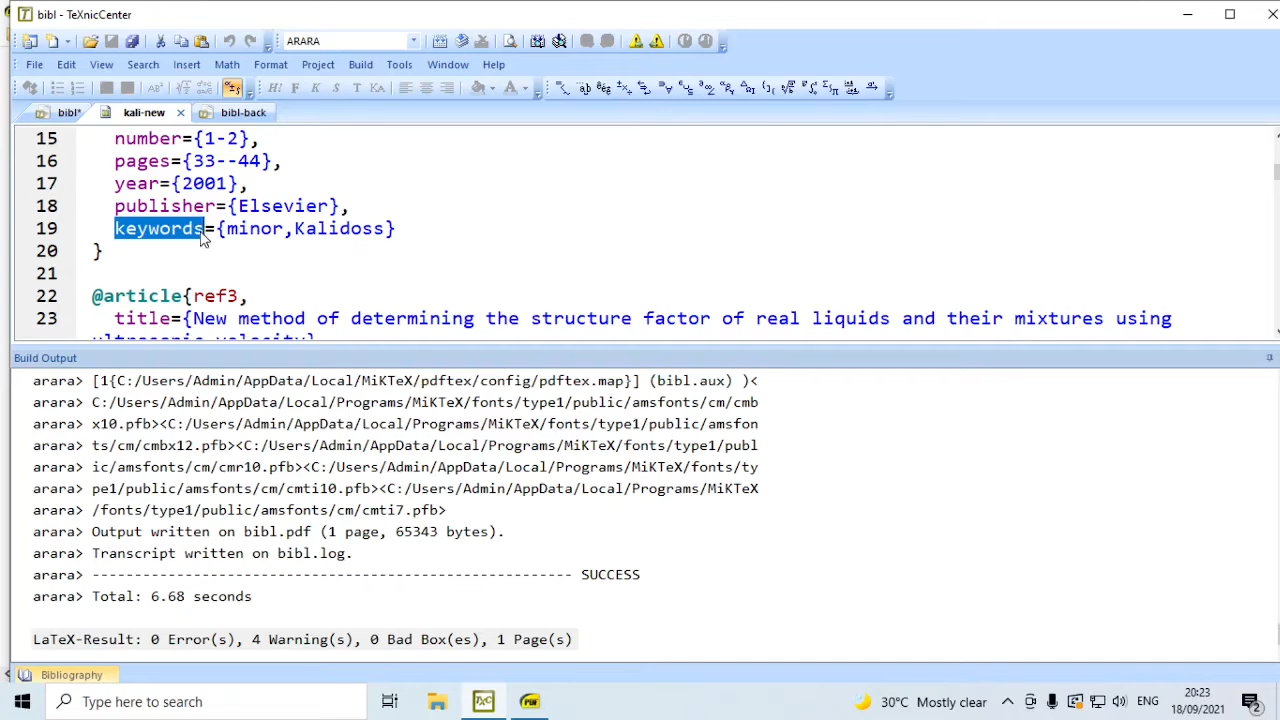 bibl - TeXnicCenter
ARARA
File Edit View Search Insert Math Format Project Build Tools Window Help
bibl* kali-new bibl-back
15 number={1-2},
16 pages={33--44},
17 year={2001},
18 publisher={Elsevier},
19 keywords={minor,Kalidoss}
20 }
21
22 @article{ref3,
23 title={New method of determining the structure factor of real liquids and their mixtures using
ultrasonic velocity}
Build Output
arara> [1{C:/Users/Admin/AppData/Local/MiKTeX/pdftex/config/pdftex.map}] (bibl.aux) )<
arara> C:/Users/Admin/AppData/Local/Programs/MiKTeX/fonts/type1/public/amsfonts/cm/cmb
arara> x10.pfb><C:/Users/Admin/AppData/Local/Programs/MiKTeX/fonts/type1/public/amsfon
arara> ts/cm/cmbx12.pfb><C:/Users/Admin/AppData/Local/Programs/MiKTeX/fonts/type1/publ
arara> ic/amsfonts/cm/cmr10.pfb><C:/Users/Admin/AppData/Local/Programs/MiKTeX/fonts/ty
arara> pe1/public/amsfonts/cm/cmti10.pfb><C:/Users/Admin/AppData/Local/Programs/MiKTeX
arara> /fonts/type1/public/amsfonts/cm/cmti7.pfb>
arara> Output written on bibl.pdf (1 page, 65343 bytes).
arara> Transcript written on bibl.log.
arara> ------------------------------------------------------- SUCCESS
arara> Total: 6.68 seconds
LaTeX-Result: 0 Error(s), 4 Warning(s), 0 Bad Box(es), 1 Page(s)
Bibliography
Type here to search
30°C Mostly clear
ENG
20:23
18/09/2021
2